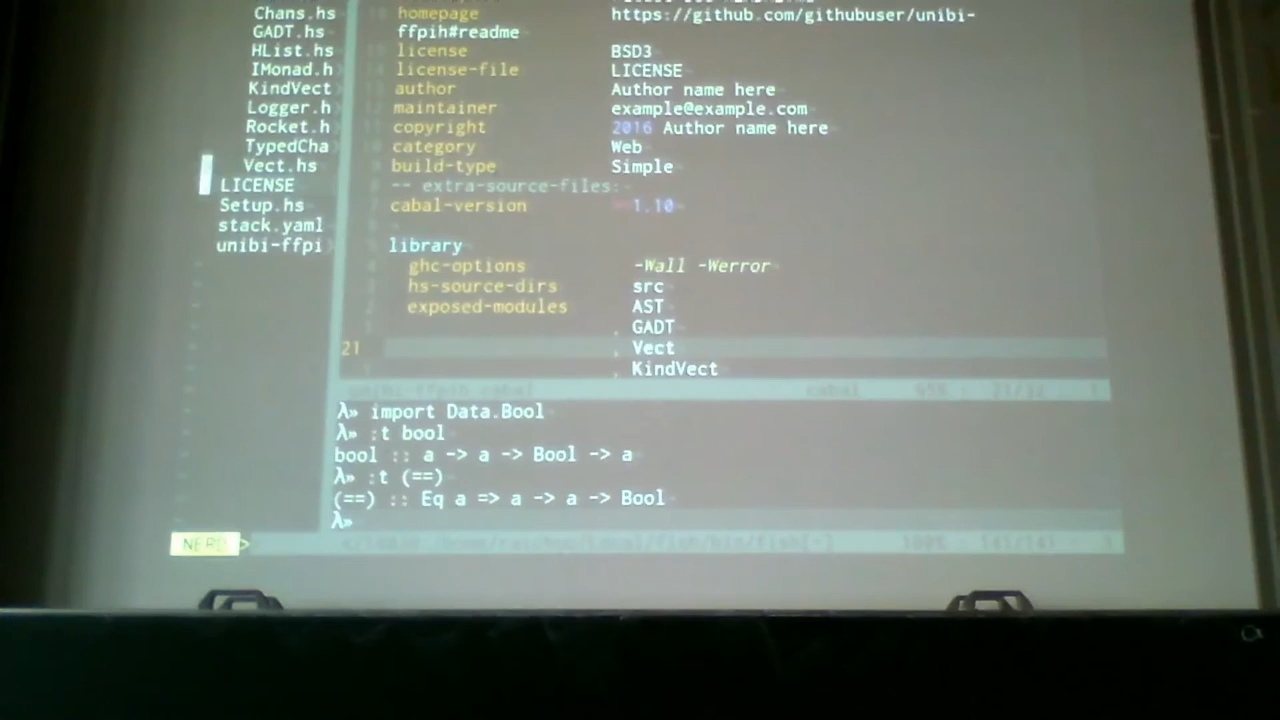 Chans.hs
GADT.hs
HList.hs
IMonad.h
KindVect
Logger.h
Rocket.h
TypedCha
Vect.hs
LICENSE
Setup.hs
stack.yaml
unibi-ffpi
homepage https://github.com/githubuser/unibi-
ffpih#readme
license BSD3
license-file LICENSE
author Author name here
maintainer example@example.com
copyright 2016 Author name here
category Web
build-type Simple
-- extra-source-files:
cabal-version 1.10
library
ghc-options -Wall -Werror
hs-source-dirs src
exposed-modules AST
, GADT
21 , Vect
, KindVect
λ» import Data.Bool
λ» :t bool
bool :: a -> a -> Bool -> a
λ» :t (==)
(==) :: Eq a => a -> a -> Bool
λ»
NERD